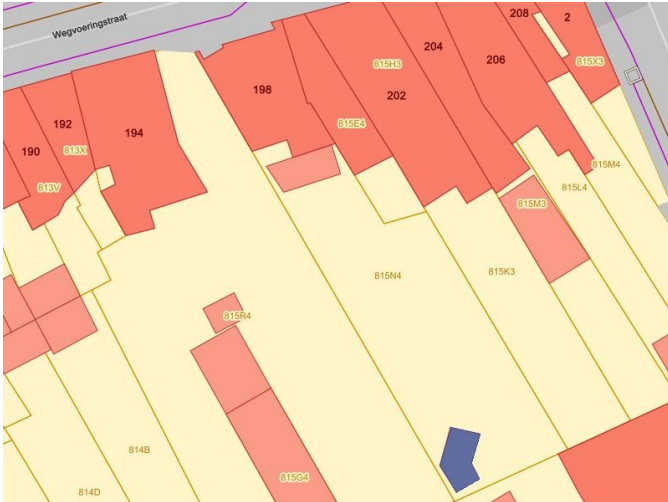 Wegvoeringstraat
208
2
204
815H3
815X3
206
198
202
192
194
815E4
190
813X
813V
815M4
815L4
815M3
815N4
815K3
815R4
814B
815G4
814D